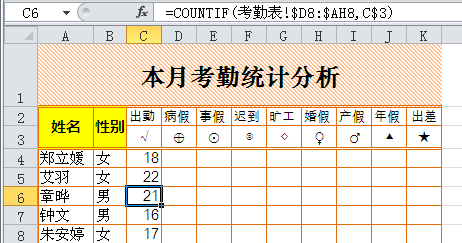 C6 fx =COUNTIF(考勤表!$D8:$AH8,C$3)
A B C D E F G H I J K
1 本月考勤统计分析
2 姓名 性别 出勤 病假 事假 迟到 旷工 婚假 产假 年假 出差
3 √ ⊕ ⊙ ◎ ◇ ♀ ♂ ▲ ★
4 郑立媛 女 18
5 艾羽 女 22
6 章晔 男 21
7 钟文 男 16
8 朱安婷 女 17